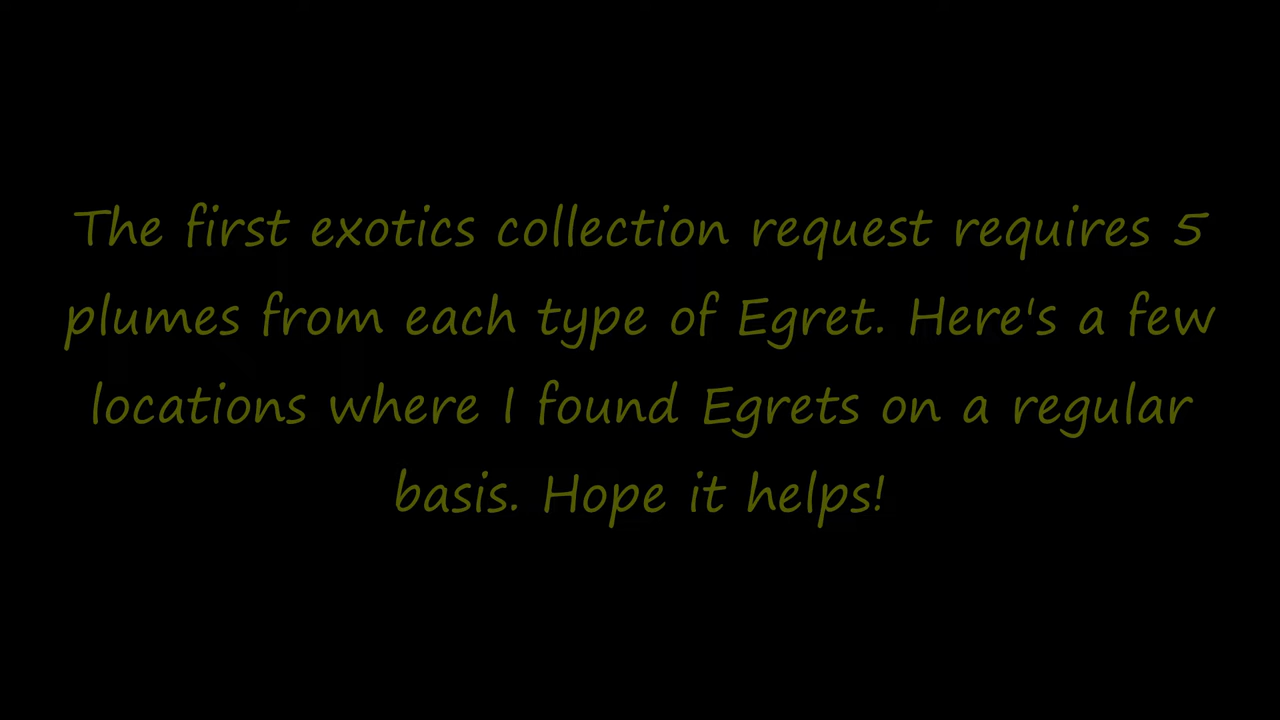 The first exotics collection request requires 5
plumes from each type of Egret. Here's a few
locations where I found Egrets on a regular
basis. Hope it helps!